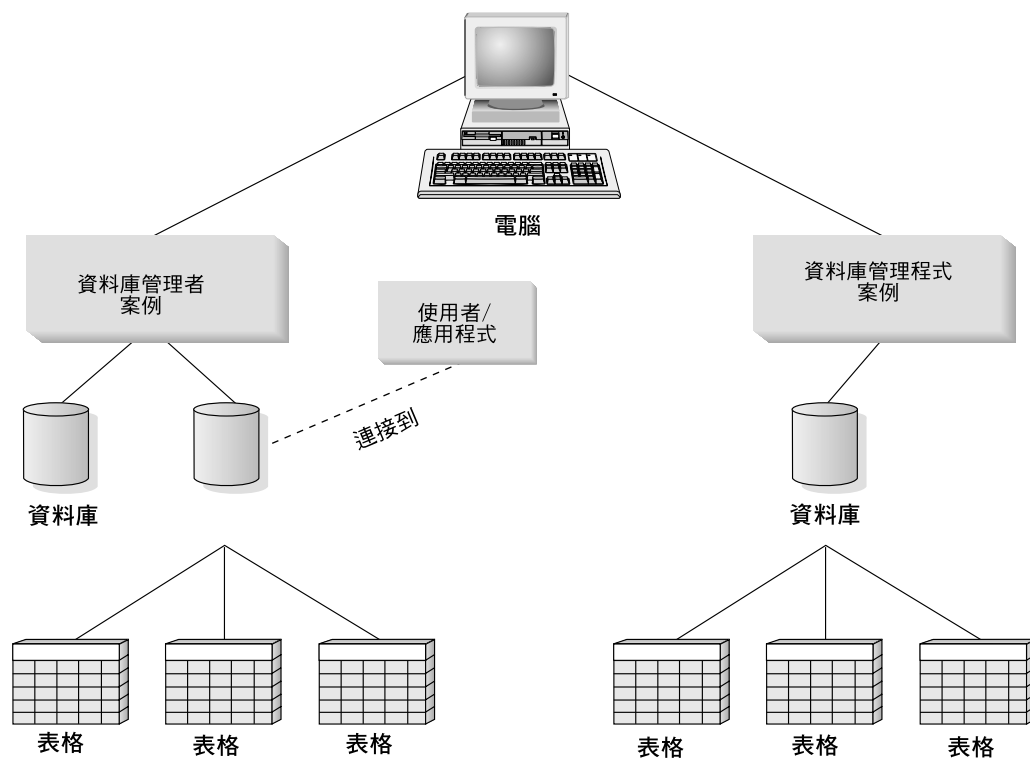 電腦
資料庫管理者
案例
使用者/
應用程式
資料庫管理程式
案例
連接到
資料庫
資料庫
表格
表格
表格
表格
表格
表格